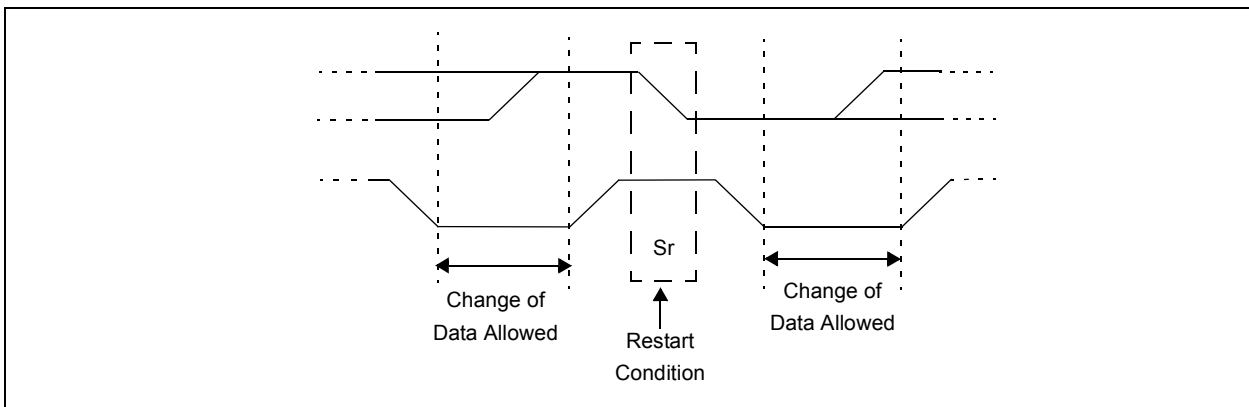 Sr
Change of
Data Allowed
Restart
Condition
Change of
Data Allowed